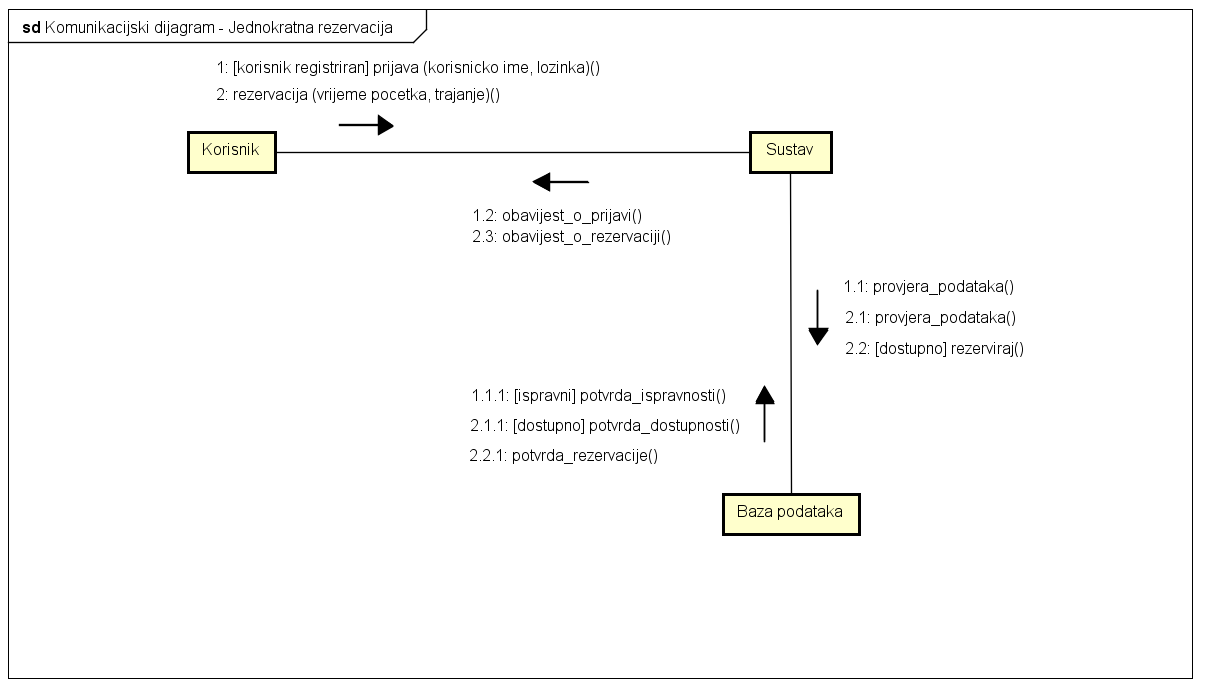 sd Komunikacijski dijagram - Jednokratna rezervacija
1: [korisnik registriran] prijava (korisnicko ime, lozinka)()
2: rezervacija (vrijeme pocetka, trajanje)()
Korisnik
Sustav
1.2: obavijest_o_prijavi()
2.3: obavijest_o_rezervaciji()
1.1: provjera_podataka()
2.1: provjera_podataka()
2.2: [dostupno] rezerviraj()
1.1.1: [ispravni] potvrda_ispravnosti()
2.1.1: [dostupno] potvrda_dostupnosti()
2.2.1: potvrda_rezervacije()
Baza podataka